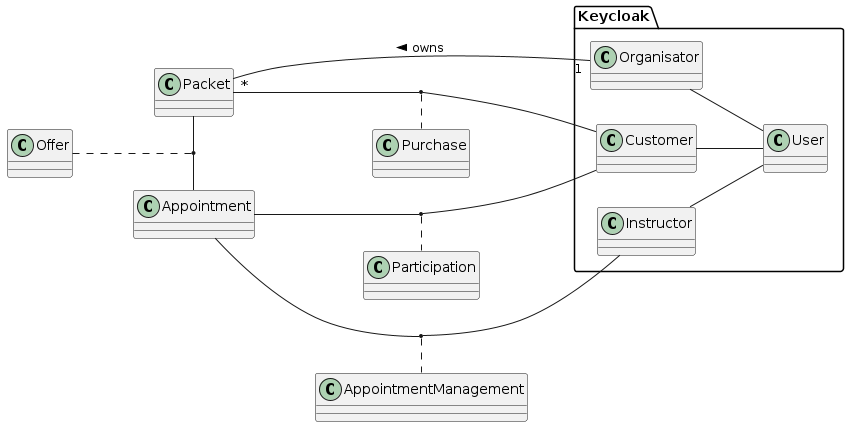 Keycloak
◄ owns
C Organisator
1
C Packet
*
C Offer
C Purchase
C Customer
C User
C Appointment
C Instructor
C Participation
C AppointmentManagement